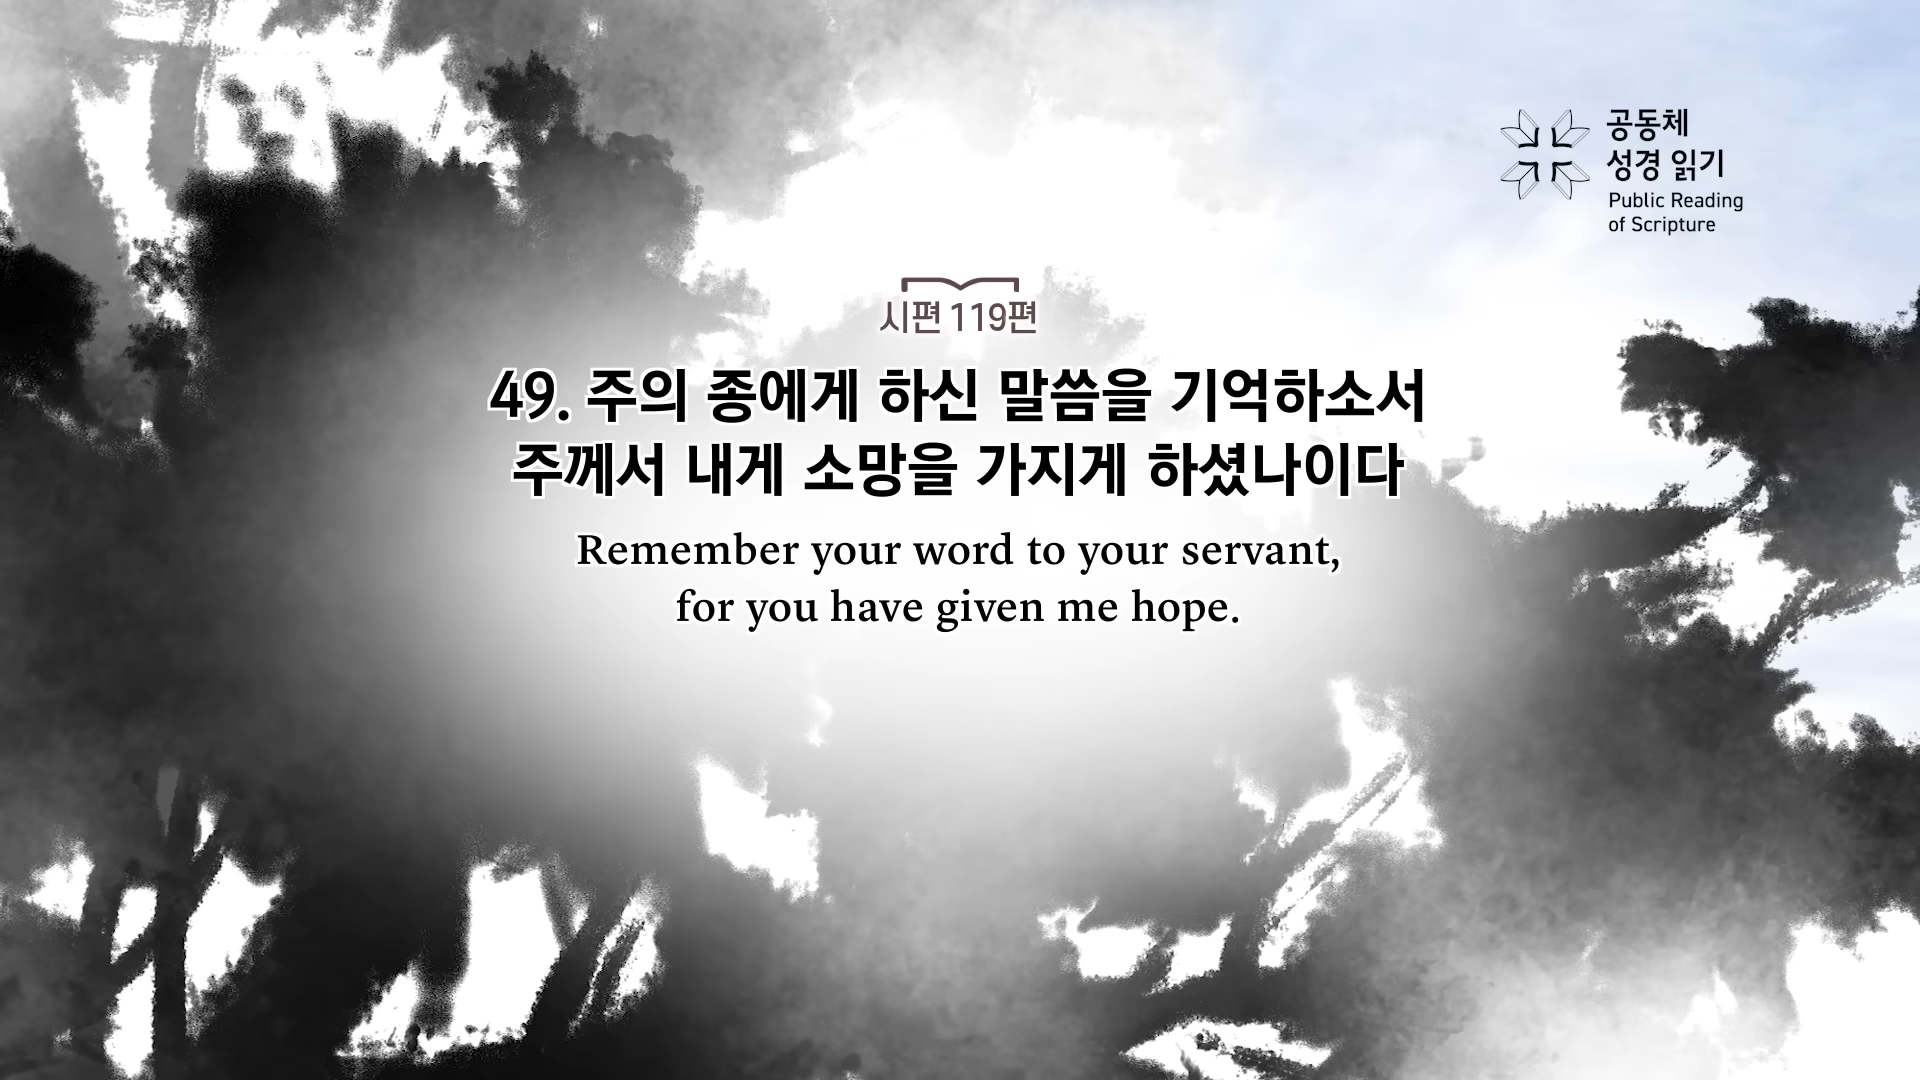 공동체
성경 읽기
Public Reading
of Scripture
시편 119편
49. 주의 종에게 하신 말씀을 기억하소서
주께서 내게 소망을 가지게 하셨나이다
Remember your word to your servant,
for you have given me hope.